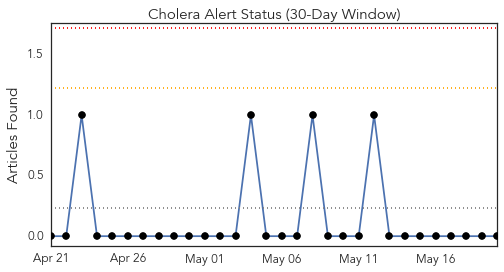 Cholera Alert Status (30-Day Window)
Articles Found
1.5
1.0
0.5
0.0
Apr 21 Apr 26 May 01 May 06 May 11 May 16